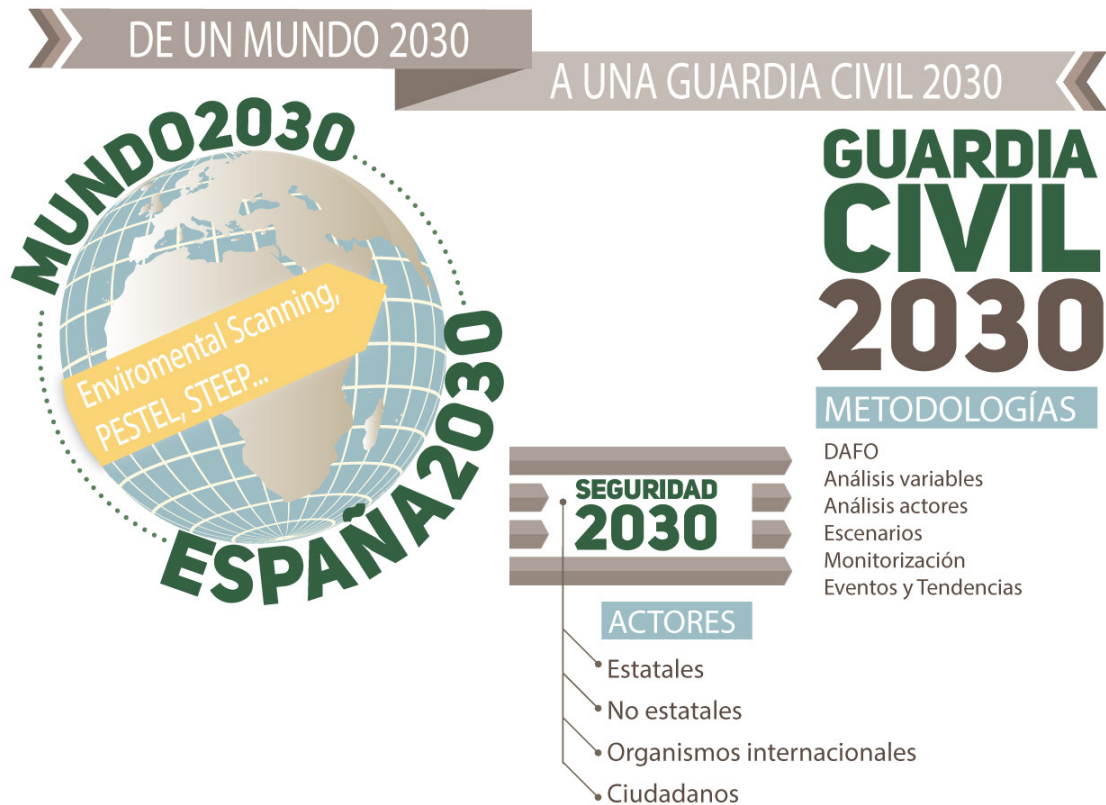 DE UN MUNDO 2030
A UNA GUARDIA CIVIL 2030
MUNDO2030
ESPAÑA2030
Enviromental Scanning,
PESTEL, STEEP...
GUARDIA
CIVIL
2030
METODOLOGÍAS
DAFO
Análisis variables
Análisis actores
Escenarios
Monitorización
Eventos y Tendencias
SEGURIDAD
2030
ACTORES
Estatales
No estatales
Organismos internacionales
Ciudadanos